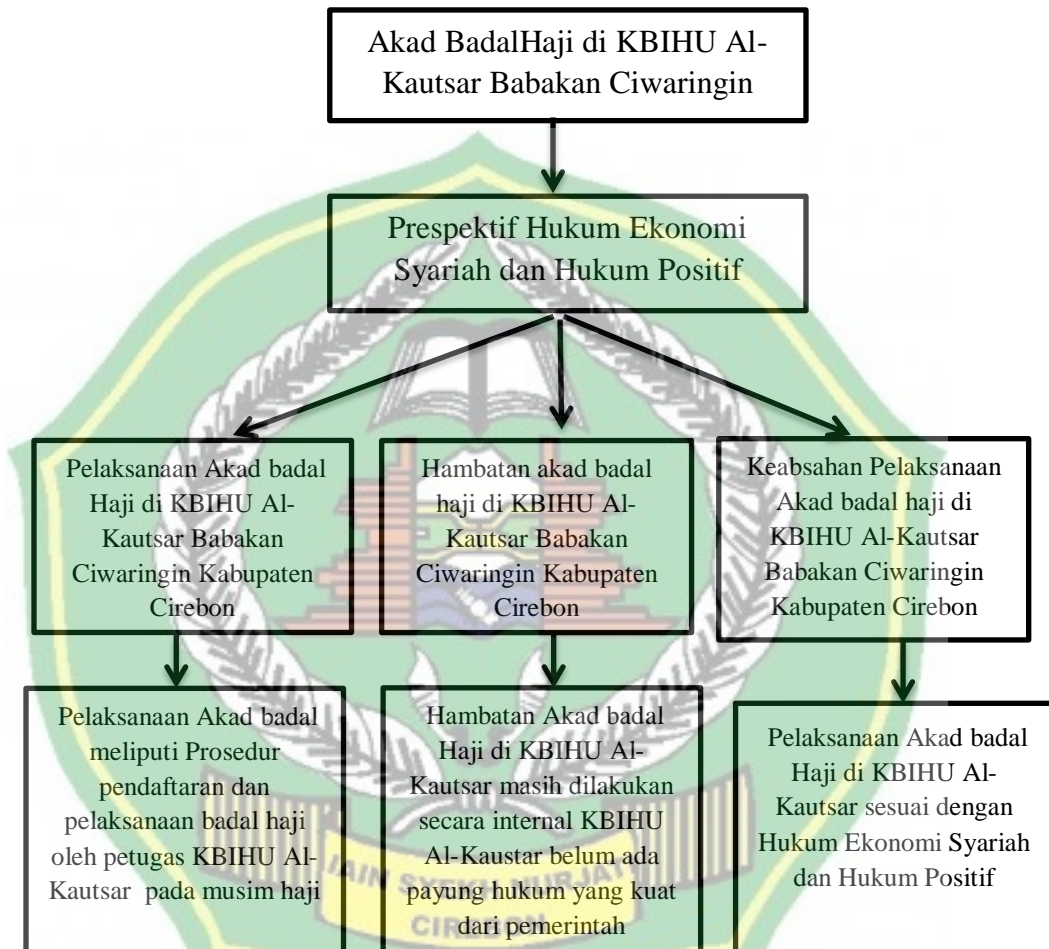 Akad BadalHaji di KBIHU Al-
Kautsar Babakan Ciwaringin
Prespektif Hukum Ekonomi
Syariah dan Hukum Positif
Pelaksanaan Akad badal
Haji di KBIHU Al-
Kautsar Babakan
Ciwaringin Kabupaten
Cirebon
Hambatan akad badal
haji di KBIHU Al-
Kautsar Babakan
Ciwaringin Kabupaten
Cirebon
Keabsahan Pelaksanaan
Akad badal haji di
KBIHU Al-Kautsar
Babakan Ciwaringin
Kabupaten Cirebon
Pelaksanaan Akad badal
meliputi Prosedur
pendaftaran dan
pelaksanaan badal haji
oleh petugas KBIHU Al-
Kautsar pada musim haji
Hambatan Akad badal
Haji di KBIHU Al-
Kautsar masih dilakukan
secara internal KBIHU
Al-Kaustar belum ada
payung hukum yang kuat
dari pemerintah
Pelaksanaan Akad badal
Haji di KBIHU Al-
Kautsar sesuai dengan
Hukum Ekonomi Syariah
dan Hukum Positif
IAIN SYEKH NURJATI
CIREBON